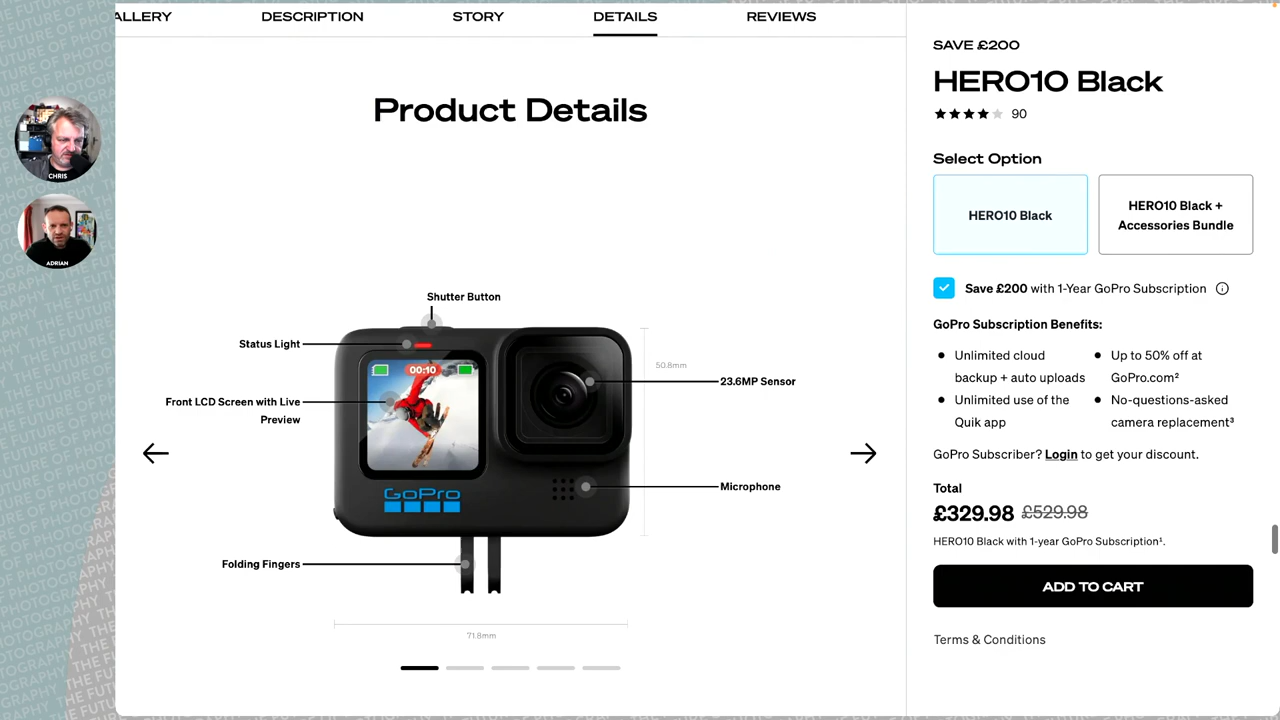 ALLERY
DESCRIPTION
STORY
DETAILS
REVIEWS
CHRIS
ADRIAN
Product Details
Shutter Button
Status Light
00:10
Front LCD Screen with Live
Preview
50.8mm
23.6MP Sensor
GoPro
Microphone
Folding Fingers
71.8mm
SAVE £200
HERO10 Black
90
Select Option
HERO10 Black
HERO10 Black +
Accessories Bundle
Save £200 with 1-Year GoPro Subscription
GoPro Subscription Benefits:
Unlimited cloud
backup + auto uploads
Unlimited use of the
Quik app
Up to 50% off at
GoPro.com²
No-questions-asked
camera replacement³
GoPro Subscriber? Login to get your discount.
Total
£329.98 £529.98
HERO10 Black with 1-year GoPro Subscription¹.
ADD TO CART
Terms & Conditions